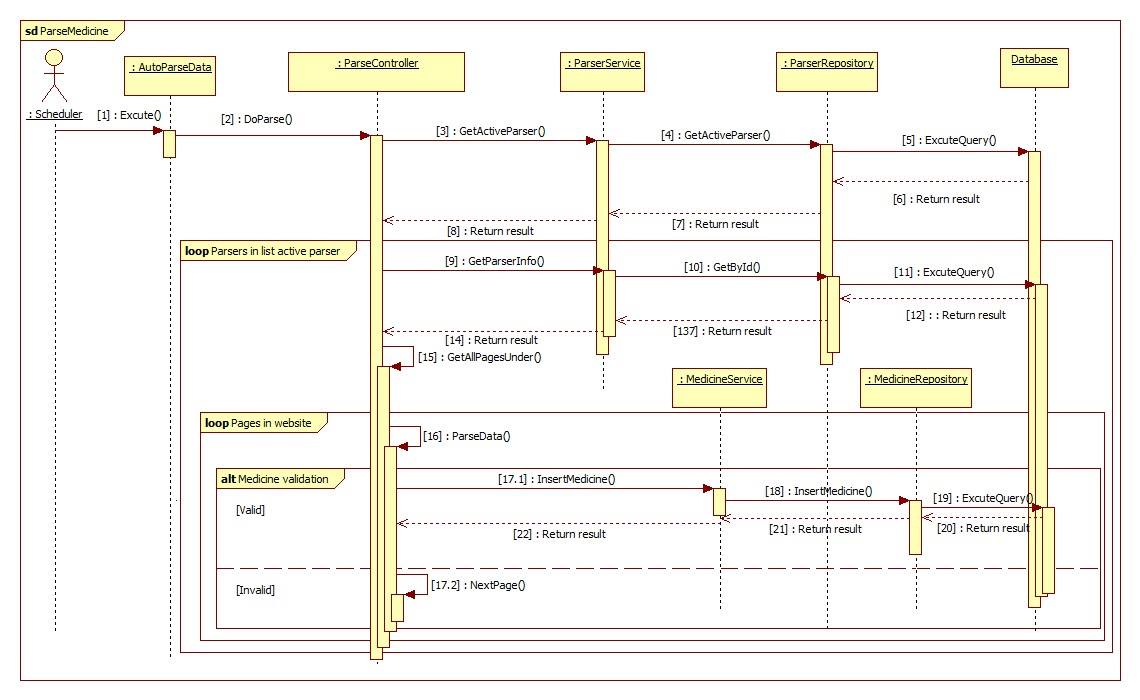 sd ParseMedicine
: Scheduler
: AutoParseData
: ParseController
: ParserService
: ParserRepository
Database
[1] : Excute()
[2] : DoParse()
[3] : GetActiveParser()
[4] : GetActiveParser()
[5] : ExcuteQuery()
[6] : Return result
[7] : Return result
[8] : Return result
loop Parsers in list active parser
[9] : GetParserInfo()
[10] : GetById()
[11] : ExcuteQuery()
[12] : : Return result
[137] : Return result
[14] : Return result
[15] : GetAllPagesUnder()
: MedicineService
: MedicineRepository
loop Pages in website
[16] : ParseData()
alt Medicine validation
[17.1] : InsertMedicine()
[18] : InsertMedicine()
[19] : ExcuteQuery()
[Valid]
[20] : Return result
[21] : Return result
[22] : Return result
[Invalid]
[17.2] : NextPage()